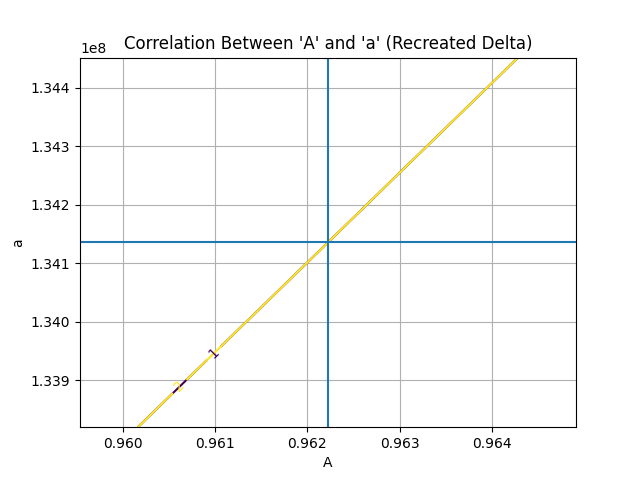 Correlation Between 'A' and 'a' (Recreated Delta)
1e8
1.344
1.343
1.342
1.341
1.340
1.339
a
1
0.960 0.961 0.962 0.963 0.964
A